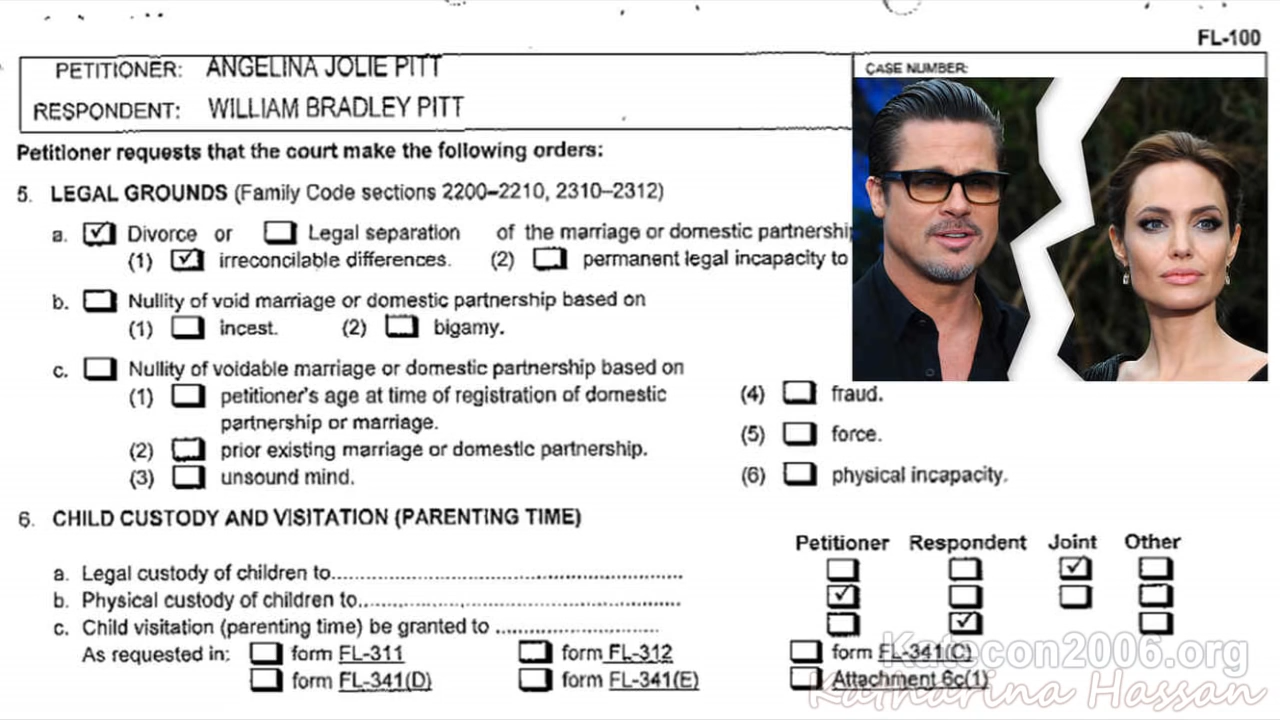 FL-100
PETITIONER: ANGELINA JOLIE PITT
CASE NUMBER:
RESPONDENT: WILLIAM BRADLEY PITT
Petitioner requests that the court make the following orders:
5. LEGAL GROUNDS (Family Code sections 2200–2210, 2310–2312)
a. Divorce or Legal separation of the marriage or domestic partnership
(1) irreconcilable differences. (2) permanent legal incapacity to
b. Nullity of void marriage or domestic partnership based on
(1) incest. (2) bigamy.
c. Nullity of voidable marriage or domestic partnership based on
(1) petitioner's age at time of registration of domestic
partnership or marriage.
(2) prior existing marriage or domestic partnership.
(3) unsound mind.
(4) fraud.
(5) force.
(6) physical incapacity.
6. CHILD CUSTODY AND VISITATION (PARENTING TIME)
Petitioner Respondent Joint Other
a. Legal custody of children to
b. Physical custody of children to
c. Child visitation (parenting time) be granted to
As requested in: form FL-311 form FL-312 form FL-341(C)
form FL-341(D) form FL-341(E) Attachment 6c(1)
Katecon2006.org
Katharina Hassan